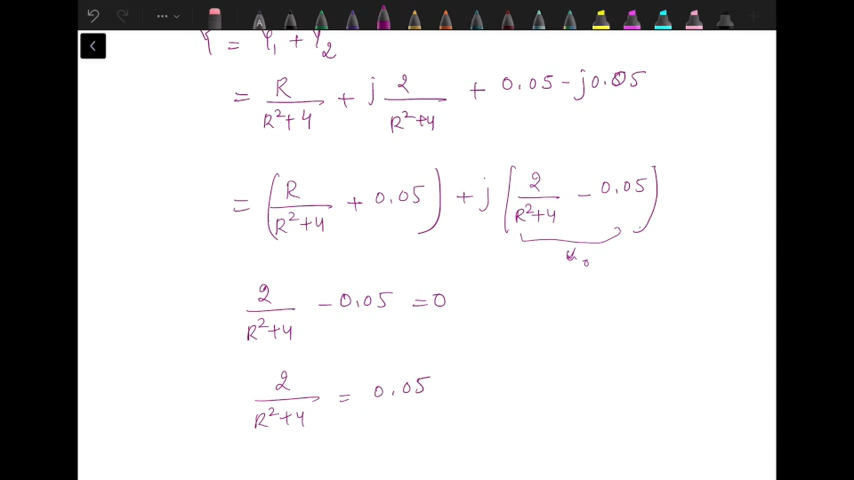 Y = Y₁ + Y₂
= R/(R²+4) + j 2/(R²+4) + 0.05 - j0.05
= (R/(R²+4) + 0.05) + j [2/(R²+4) - 0.05]
2/(R²+4) - 0.05 = 0
2/(R²+4) = 0.05